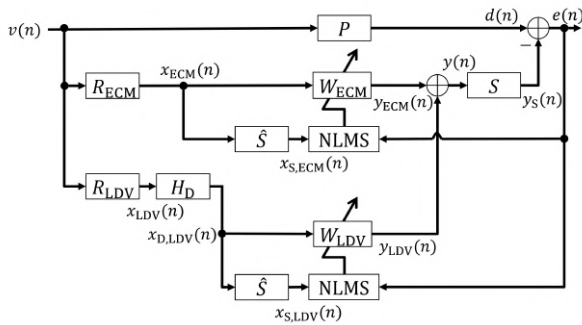 v(n)
P
d(n)
e(n)
−
R_ECM
x_ECM(n)
W_ECM
y_ECM(n)
y(n)
S
y_S(n)
Ŝ
NLMS
x_S,ECM(n)
R_LDV
H_D
x_LDV(n)
x_D,LDV(n)
W_LDV
y_LDV(n)
Ŝ
NLMS
x_S,LDV(n)